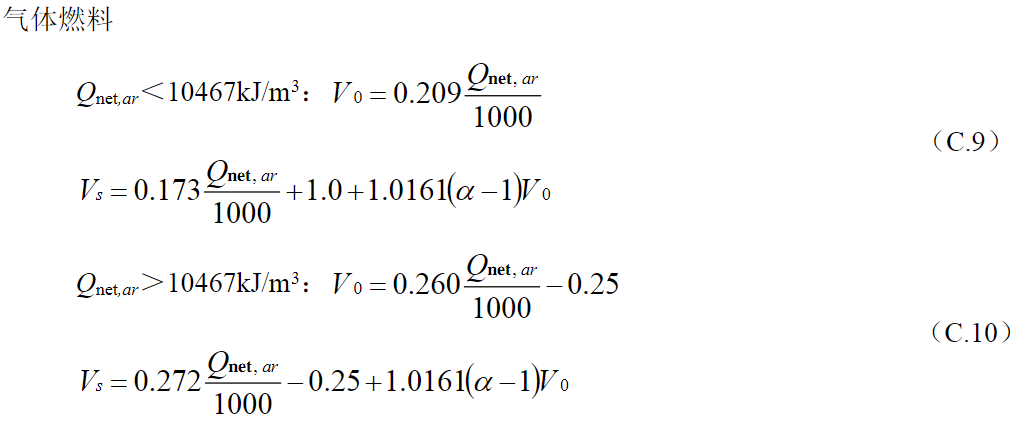 气体燃料
Qnet,ar＜10467kJ/m³：V0 = 0.209 Qnet, ar/1000
（C.9）
Vs = 0.173 Qnet, ar/1000 + 1.0 + 1.0161(α − 1)V0
Qnet,ar＞10467kJ/m³：V0 = 0.260 Qnet, ar/1000 − 0.25
（C.10）
Vs = 0.272 Qnet, ar/1000 − 0.25 + 1.0161(α − 1)V0